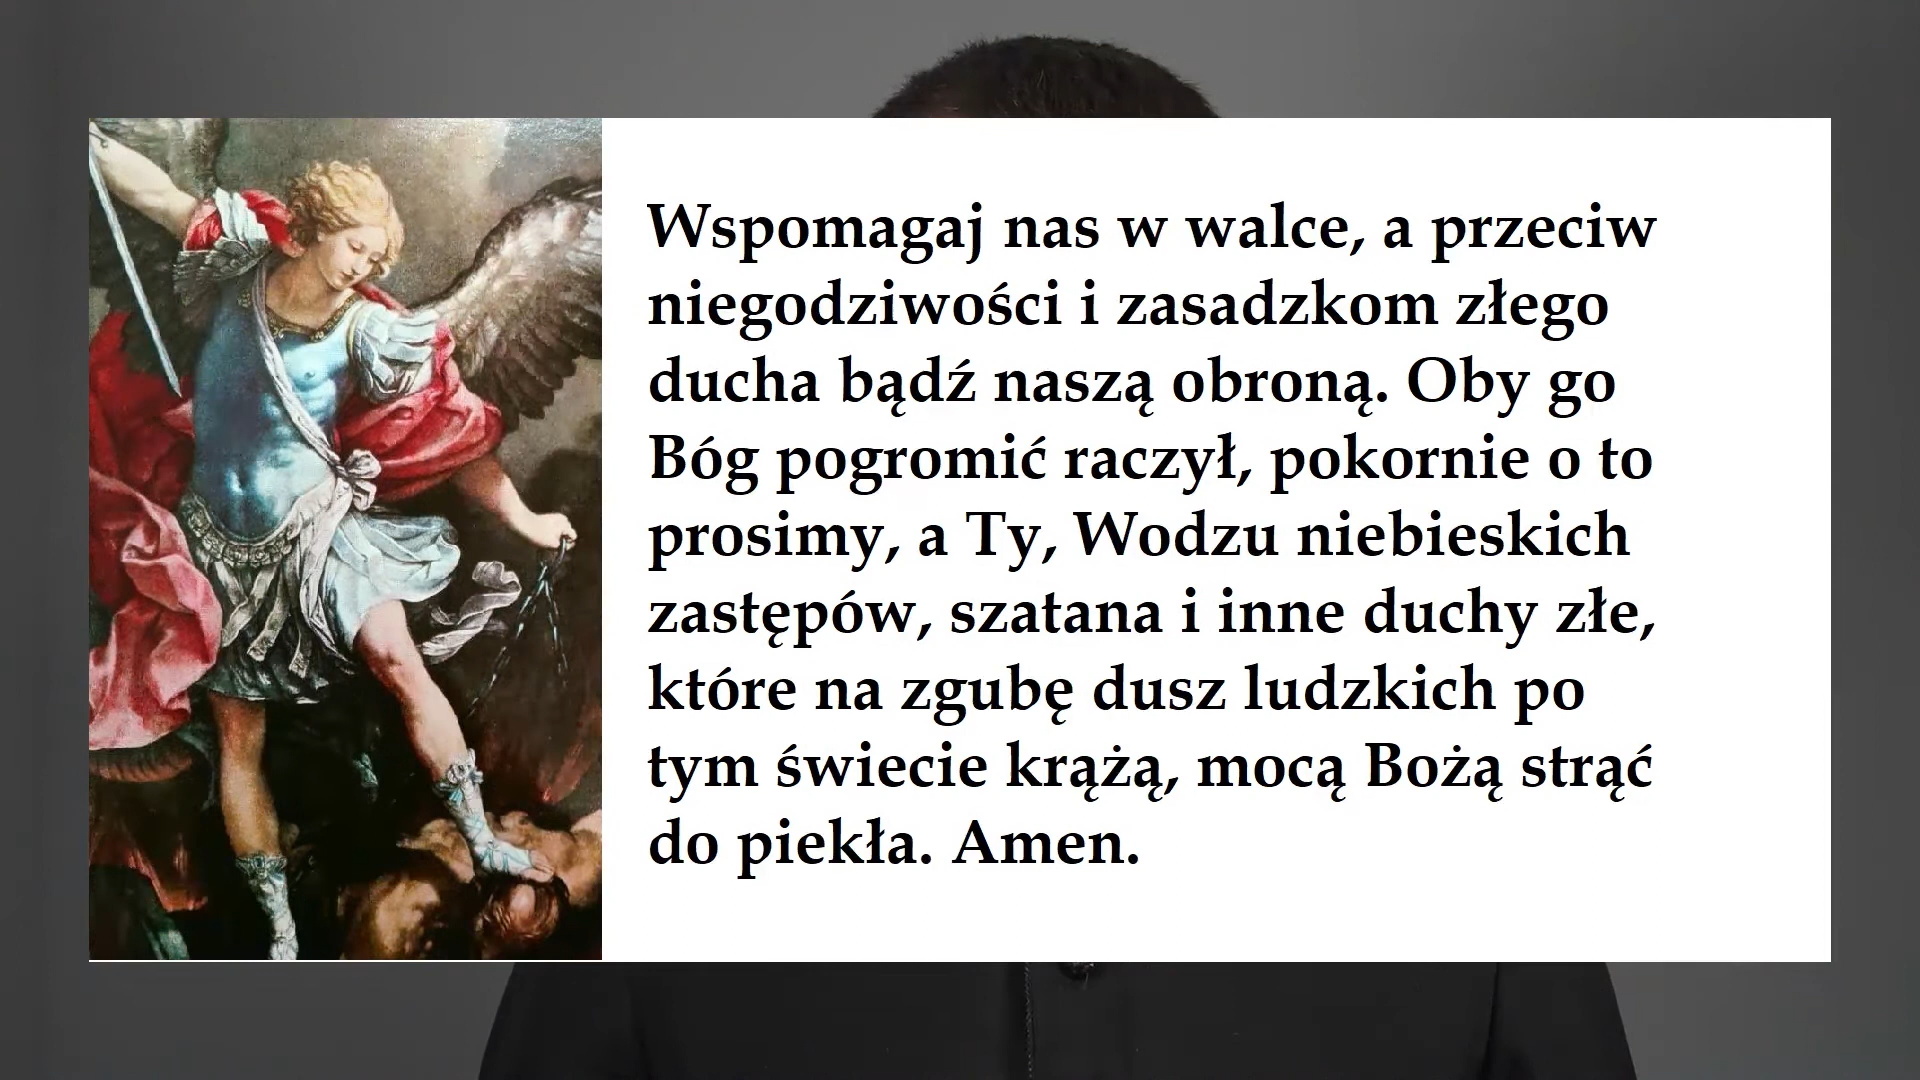 Wspomagaj nas w walce, a przeciw
niegodziwości i zasadzkom złego
ducha bądź naszą obroną. Oby go
Bóg pogromić raczył, pokornie o to
prosimy, a Ty, Wodzu niebieskich
zastępów, szatana i inne duchy złe,
które na zgubę dusz ludzkich po
tym świecie krążą, mocą Bożą strąć
do piekła. Amen.